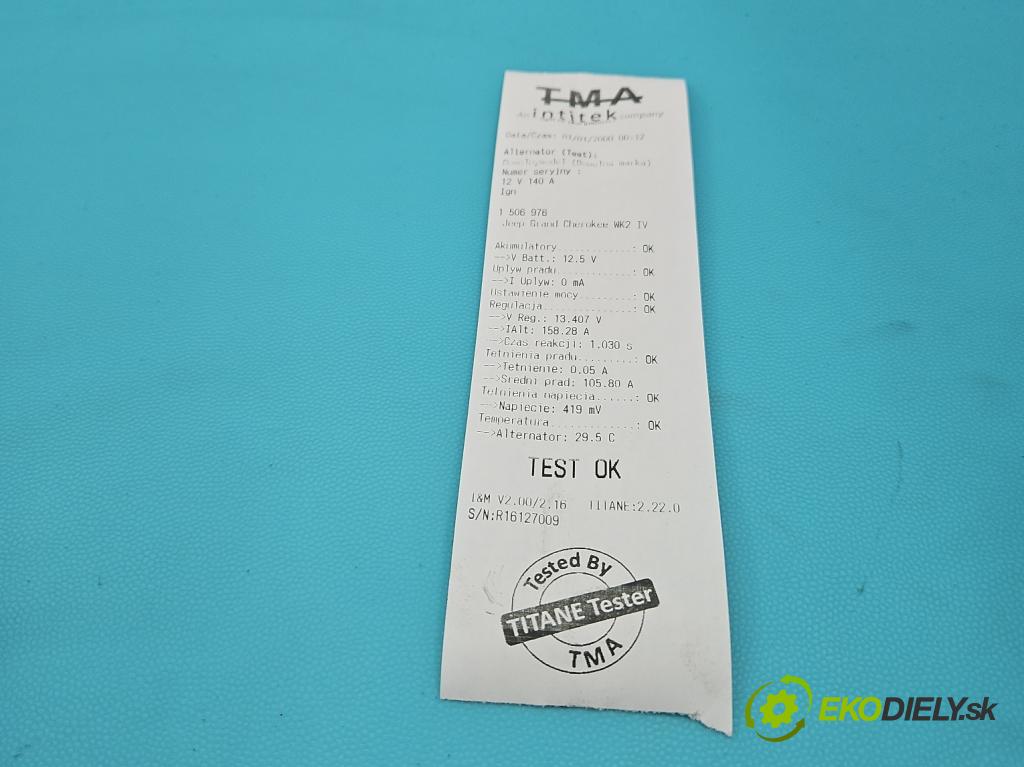 TMA
An intitek company
Data/Czas: 01/01/2000 00:12
Alternator (Test):
(Dowolna marka)
Numer seryjny :
12 V 140 A
Ign
1 506 976
Jeep Grand Cherokee WK2 IV
Akumulatory............: OK
-->V Batt.: 12.5 V
Uplyw pradu............: OK
-->I Uplyw: 0 mA
Ustawienie mocy........: OK
Regulacja..............: OK
-->V Reg.: 13.407 V
-->IAlt: 158.28 A
-->Czas reakcji: 1.030 s
Tetnienia pradu.........: OK
-->Tetnienie: 0.05 A
-->Sredni prad: 105.80 A
Tetnienia napiecia......: OK
-->Napiecie: 419 mV
Temperatura.............: OK
-->Alternator: 29.5 C
TEST OK
I&M V2.00/2.16 TITANE:2.22.0
S/N:R16127009
Tested By
TITANE Tester
TMA
EKODIELY.sk